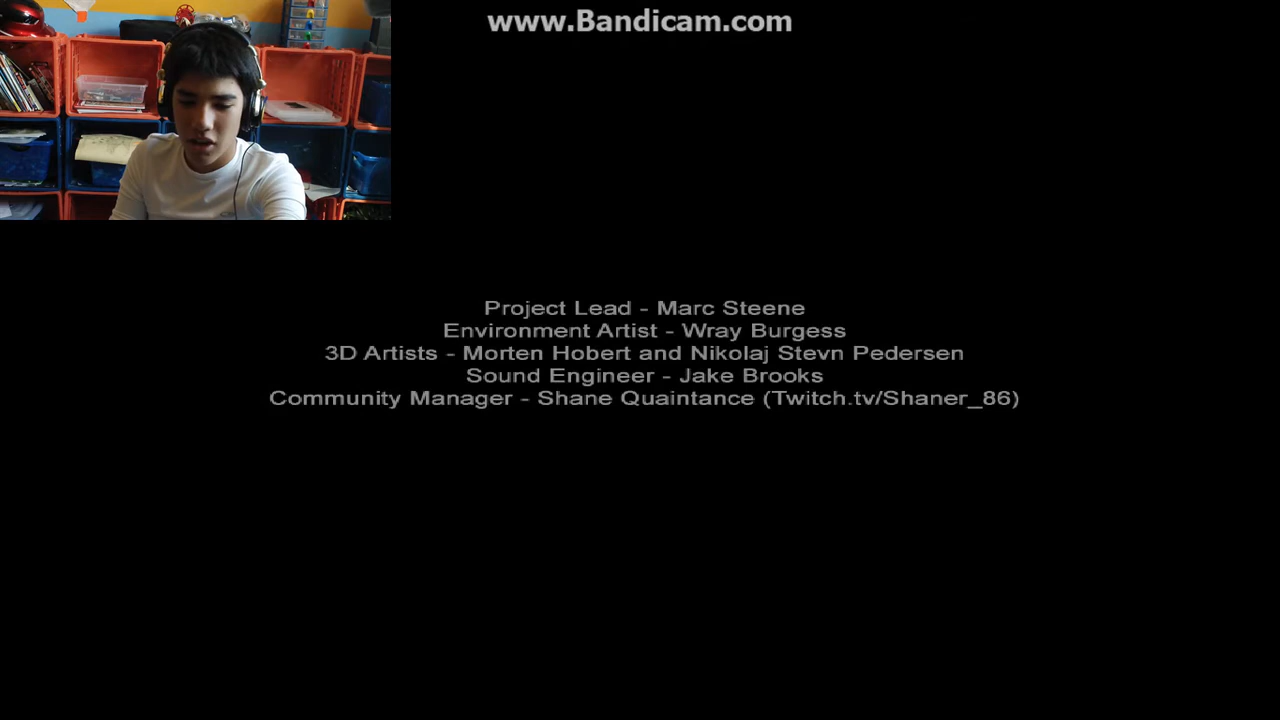 www.Bandicam.com
Project Lead - Marc Steene
Environment Artist - Wray Burgess
3D Artists - Morten Hobert and Nikolaj Stevn Pedersen
Sound Engineer - Jake Brooks
Community Manager - Shane Quaintance (Twitch.tv/Shaner_86)